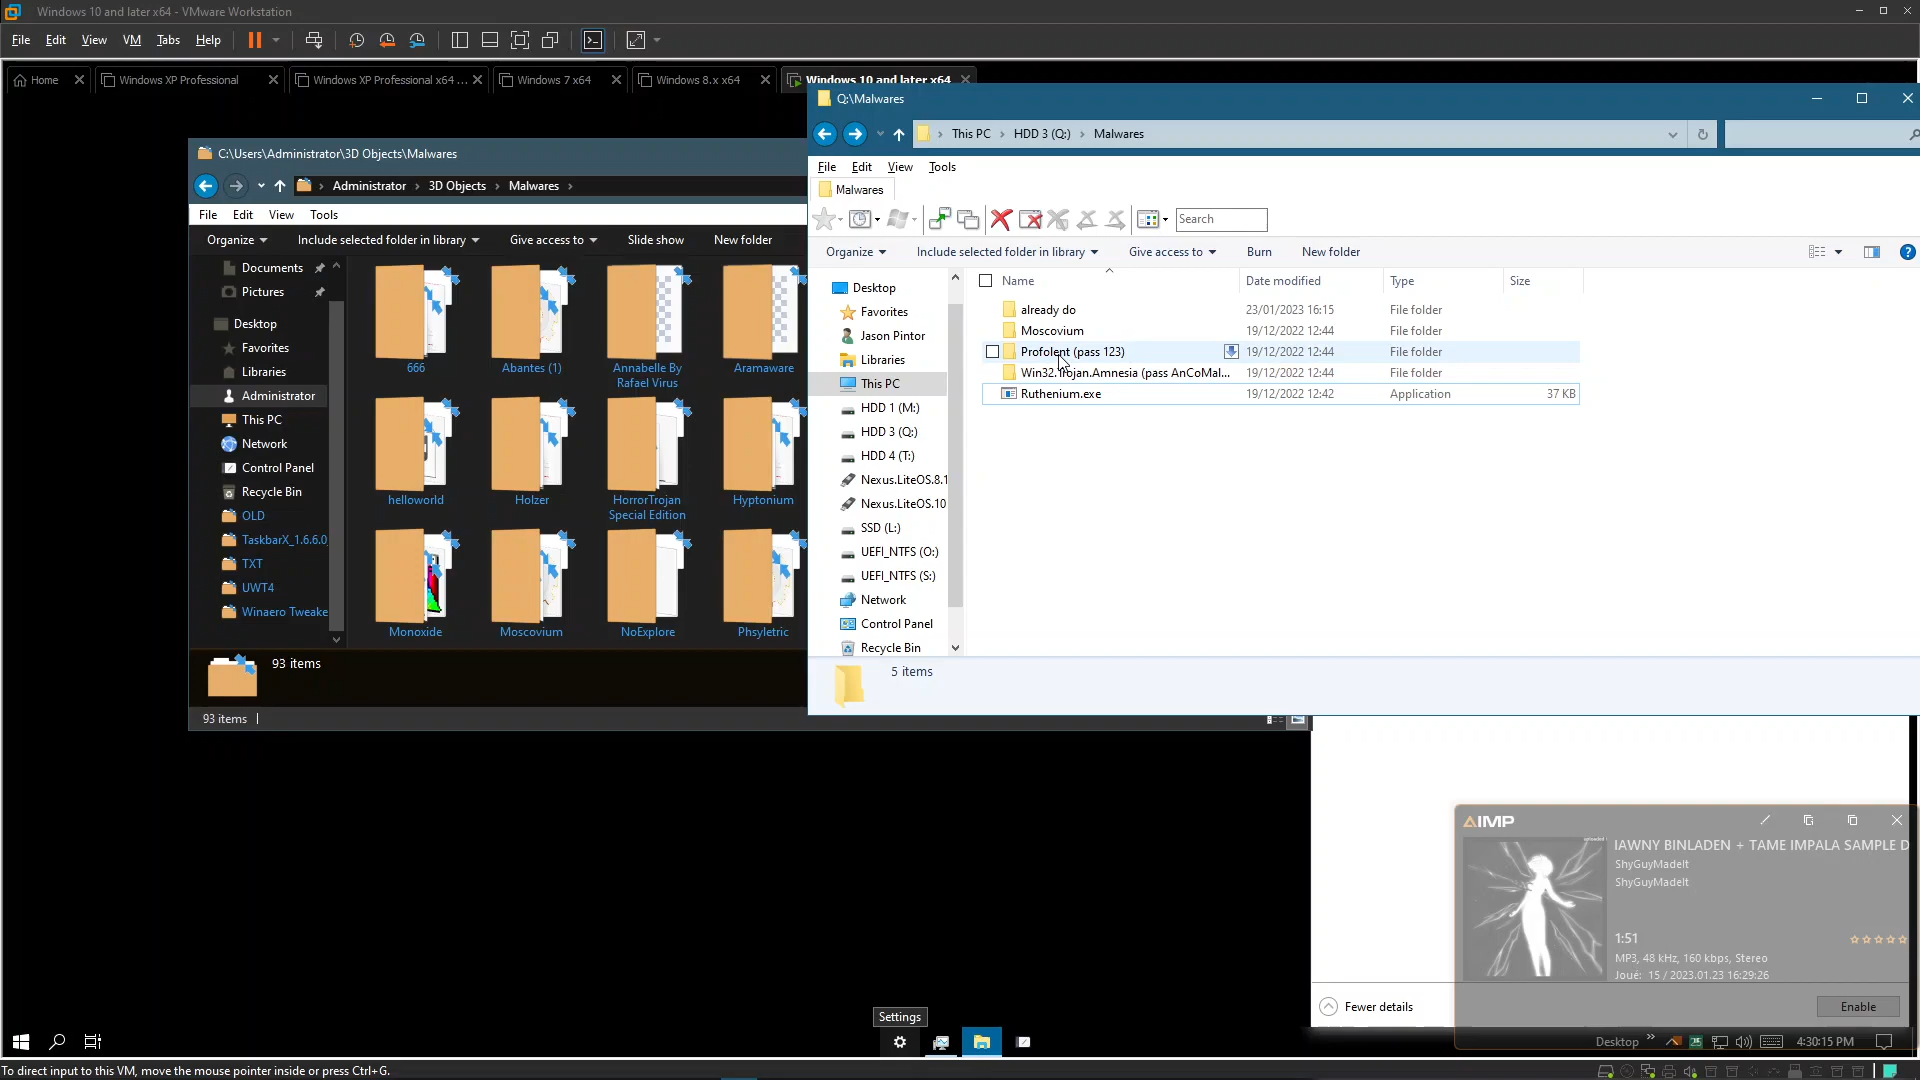 Windows 10 and later x64 - VMware Workstation
File Edit View VM Tabs Help
Home Windows XP Professional Windows XP Professional x64 ... Windows 7 x64 Windows 8.x x64 Windows 10 and later x64
Q:\Malwares
This PC HDD 3 (Q:) Malwares
File Edit View Tools
Malwares
Search
Organize Include selected folder in library Give access to Burn New folder
Name Date modified Type Size
already do 23/01/2023 16:15 File folder
Moscovium 19/12/2022 12:44 File folder
Profolent (pass 123) 19/12/2022 12:44 File folder
Win32.Trojan.Amnesia (pass AnCoMal... 19/12/2022 12:44 File folder
Ruthenium.exe 19/12/2022 12:42 Application 37 KB
Desktop
Favorites
Jason Pintor
Libraries
This PC
HDD 1 (M:)
HDD 3 (Q:)
HDD 4 (T:)
Nexus.LiteOS.8.1
Nexus.LiteOS.10
SSD (L:)
UEFI_NTFS (O:)
UEFI_NTFS (S:)
Network
Control Panel
Recycle Bin
5 items
C:\Users\Administrator\3D Objects\Malwares
Administrator 3D Objects Malwares
File Edit View Tools
Organize Include selected folder in library Give access to Slide show New folder
Documents
Pictures
Desktop
Favorites
Libraries
Administrator
This PC
Network
Control Panel
Recycle Bin
OLD
TaskbarX_1.6.6.0
TXT
UWT4
Winaero Tweake
666 Abantes (1) Annabelle By Aramaware
Rafael Virus
helloworld Holzer HorrorTrojan Hyptonium
Special Edition
Monoxide Moscovium NoExplore Phsyletric
93 items
93 items
AIMP
IAWNY BINLADEN + TAME IMPALA SAMPLE D
ShyGuyMadeIt
ShyGuyMadeIt
1:51
MP3, 48 kHz, 160 kbps, Stereo
Joué: 15 / 2023.01.23 16:29:26
Fewer details Enable
Settings
Desktop 4:30:15 PM
To direct input to this VM, move the mouse pointer inside or press Ctrl+G.